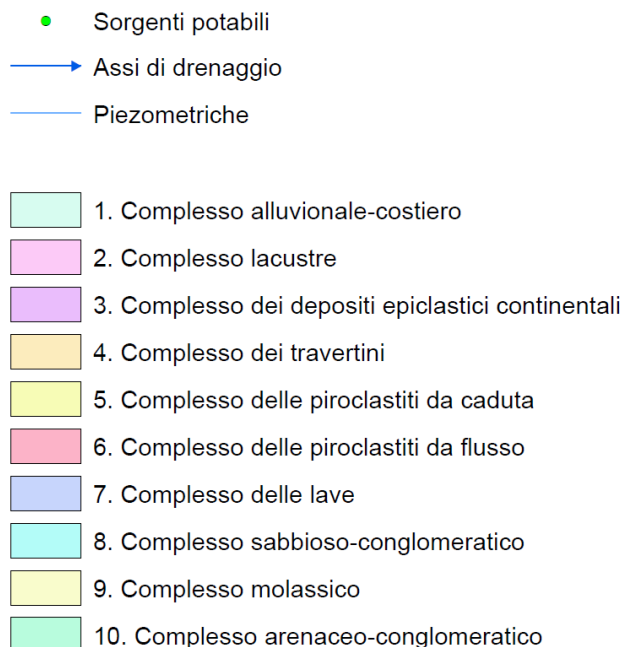 Sorgenti potabili
Assi di drenaggio
Piezometriche
1. Complesso alluvionale-costiero
2. Complesso lacustre
3. Complesso dei depositi epiclastici continentali
4. Complesso dei travertini
5. Complesso delle piroclastiti da caduta
6. Complesso delle piroclastiti da flusso
7. Complesso delle lave
8. Complesso sabbioso-conglomeratico
9. Complesso molassico
10. Complesso arenaceo-conglomeratico